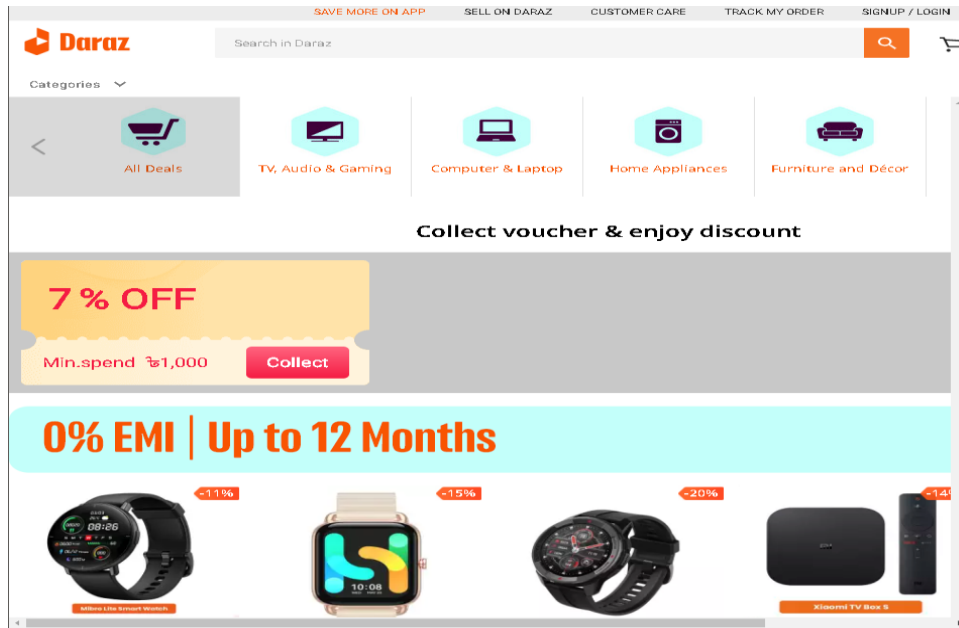 SAVE MORE ON APP SELL ON DARAZ CUSTOMER CARE TRACK MY ORDER SIGNUP / LOGIN
Daraz Search in Daraz
Categories
All Deals TV, Audio & Gaming Computer & Laptop Home Appliances Furniture and Décor
Collect voucher & enjoy discount
7 % OFF
Min.spend ৳1,000 Collect
0% EMI | Up to 12 Months
-11% -15% -20% -14
08:26
10:08
Mibro Lite Smart Watch Xiaomi TV Box S